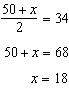 (50 + x)/2 = 34
50 + x = 68
x = 18